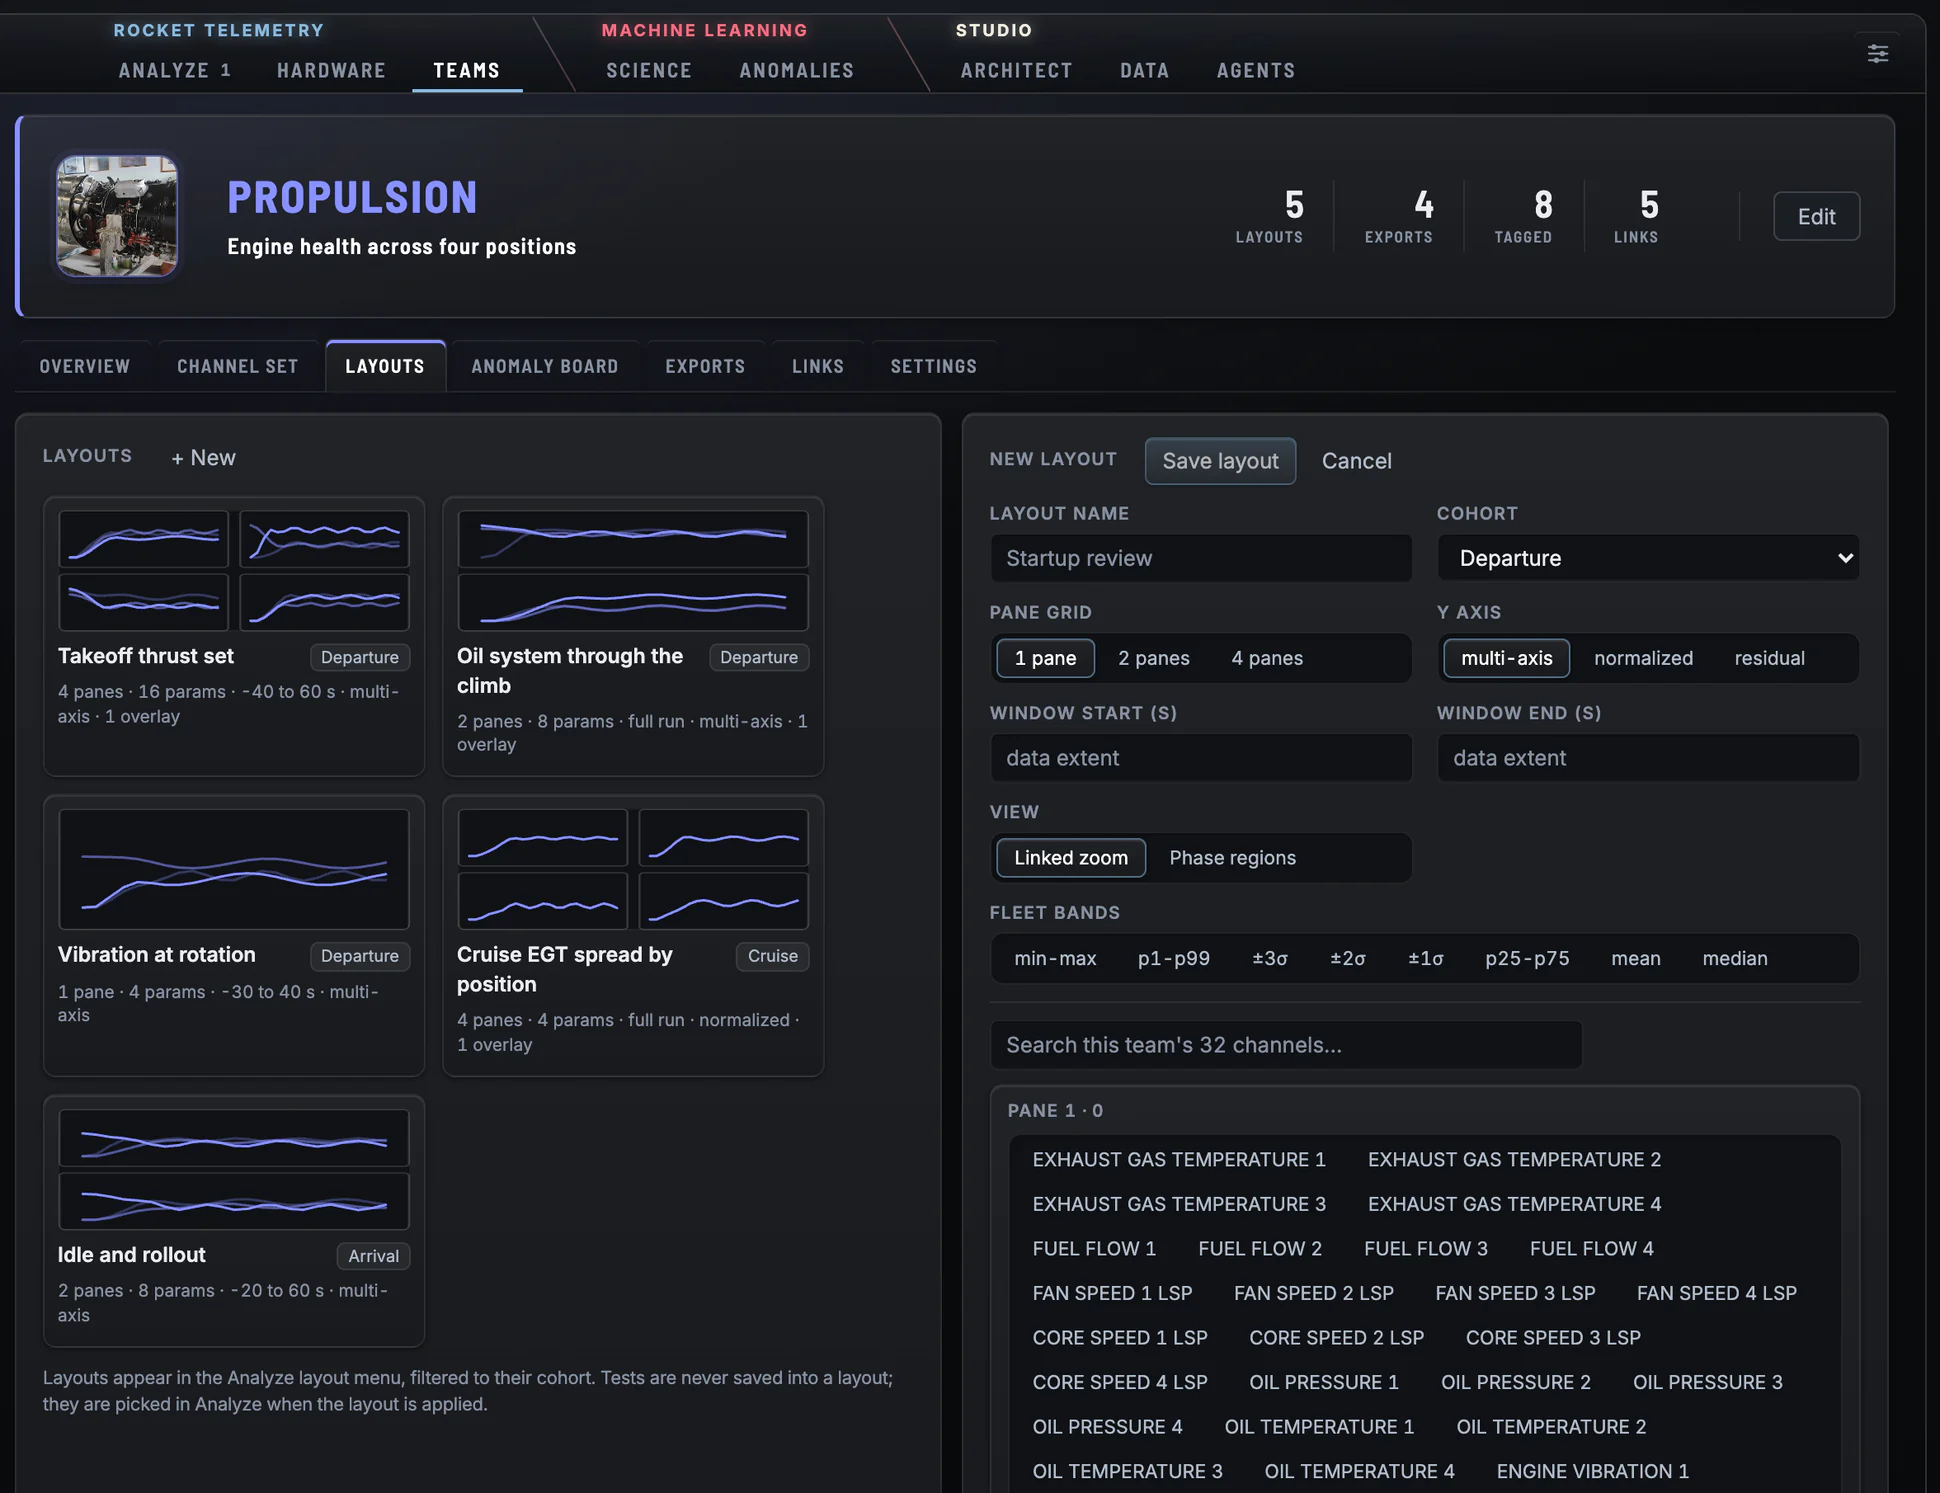 ROCKET TELEMETRY
MACHINE LEARNING
STUDIO
ANALYZE 1
HARDWARE
TEAMS
SCIENCE
ANOMALIES
ARCHITECT
DATA
AGENTS
PROPULSION
Engine health across four positions
5
LAYOUTS
4
EXPORTS
8
TAGGED
5
LINKS
Edit
OVERVIEW
CHANNEL SET
LAYOUTS
ANOMALY BOARD
EXPORTS
LINKS
SETTINGS
LAYOUTS
+ New
Takeoff thrust set
Departure
4 panes · 16 params · -40 to 60 s · multi-
axis · 1 overlay
Oil system through the
climb
Departure
2 panes · 8 params · full run · multi-axis · 1
overlay
Vibration at rotation
Departure
1 pane · 4 params · -30 to 40 s · multi-
axis
Cruise EGT spread by
position
Cruise
4 panes · 4 params · full run · normalized ·
1 overlay
Idle and rollout
Arrival
2 panes · 8 params · -20 to 60 s · multi-
axis
Layouts appear in the Analyze layout menu, filtered to their cohort. Tests are never saved into a layout;
they are picked in Analyze when the layout is applied.
NEW LAYOUT
Save layout
Cancel
LAYOUT NAME
Startup review
COHORT
Departure
PANE GRID
1 pane
2 panes
4 panes
Y AXIS
multi-axis
normalized
residual
WINDOW START (S)
data extent
WINDOW END (S)
data extent
VIEW
Linked zoom
Phase regions
FLEET BANDS
min-max
p1-p99
±3σ
±2σ
±1σ
p25-p75
mean
median
Search this team's 32 channels...
PANE 1 · 0
EXHAUST GAS TEMPERATURE 1
EXHAUST GAS TEMPERATURE 2
EXHAUST GAS TEMPERATURE 3
EXHAUST GAS TEMPERATURE 4
FUEL FLOW 1
FUEL FLOW 2
FUEL FLOW 3
FUEL FLOW 4
FAN SPEED 1 LSP
FAN SPEED 2 LSP
FAN SPEED 3 LSP
FAN SPEED 4 LSP
CORE SPEED 1 LSP
CORE SPEED 2 LSP
CORE SPEED 3 LSP
CORE SPEED 4 LSP
OIL PRESSURE 1
OIL PRESSURE 2
OIL PRESSURE 3
OIL PRESSURE 4
OIL TEMPERATURE 1
OIL TEMPERATURE 2
OIL TEMPERATURE 3
OIL TEMPERATURE 4
ENGINE VIBRATION 1